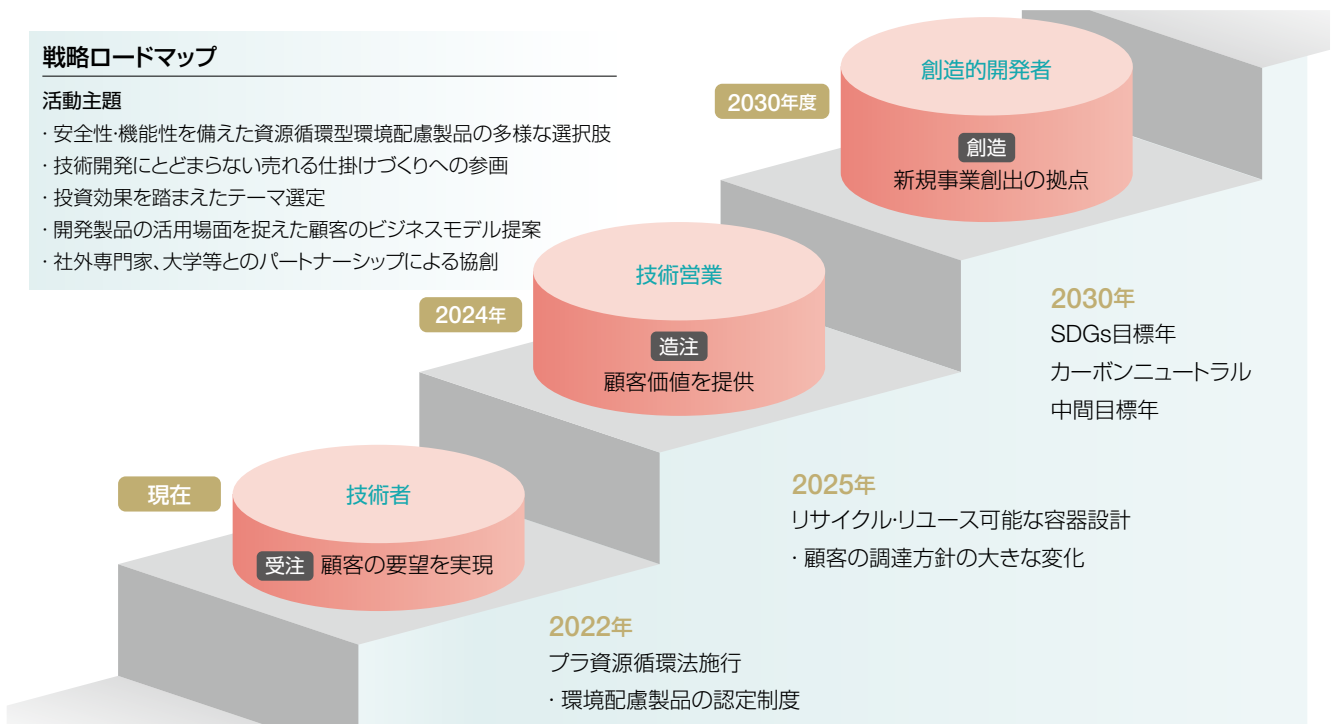 戦略ロードマップ
活動主題
・安全性・機能性を備えた資源循環型環境配慮製品の多様な選択肢
・技術開発にとどまらない売れる仕掛けづくりへの参画
・投資効果を踏まえたテーマ選定
・開発製品の活用場面を捉えた顧客のビジネスモデル提案
・社外専門家、大学等とのパートナーシップによる協創
現在
技術者
受注 顧客の要望を実現
2024年
技術営業
造注
顧客価値を提供
2030年度
創造的開発者
創造
新規事業創出の拠点
2022年
プラ資源循環法施行
・環境配慮製品の認定制度
2025年
リサイクル・リユース可能な容器設計
・顧客の調達方針の大きな変化
2030年
SDGs目標年
カーボンニュートラル
中間目標年